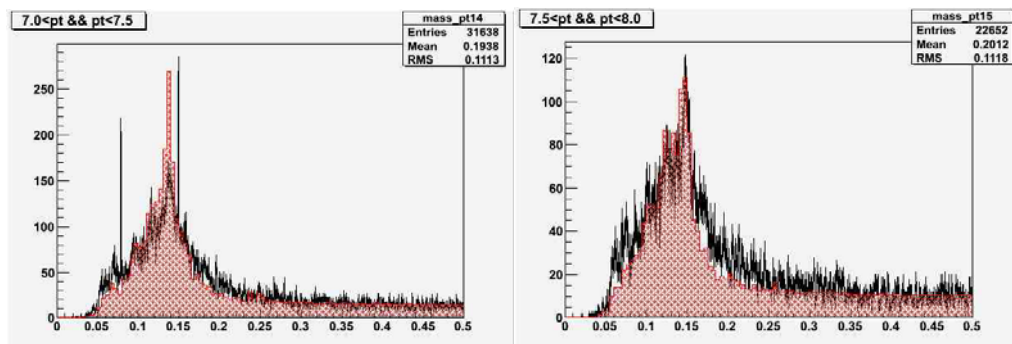 7.0<pt && pt<7.5
mass_pt14
Entries 31638
Mean 0.1938
RMS 0.1113
250
200
150
100
50
0
0 0.05 0.1 0.15 0.2 0.25 0.3 0.35 0.4 0.45 0.5
7.5<pt && pt<8.0
mass_pt15
Entries 22652
Mean 0.2012
RMS 0.1118
120
100
80
60
40
20
0
0 0.05 0.1 0.15 0.2 0.25 0.3 0.35 0.4 0.45 0.5